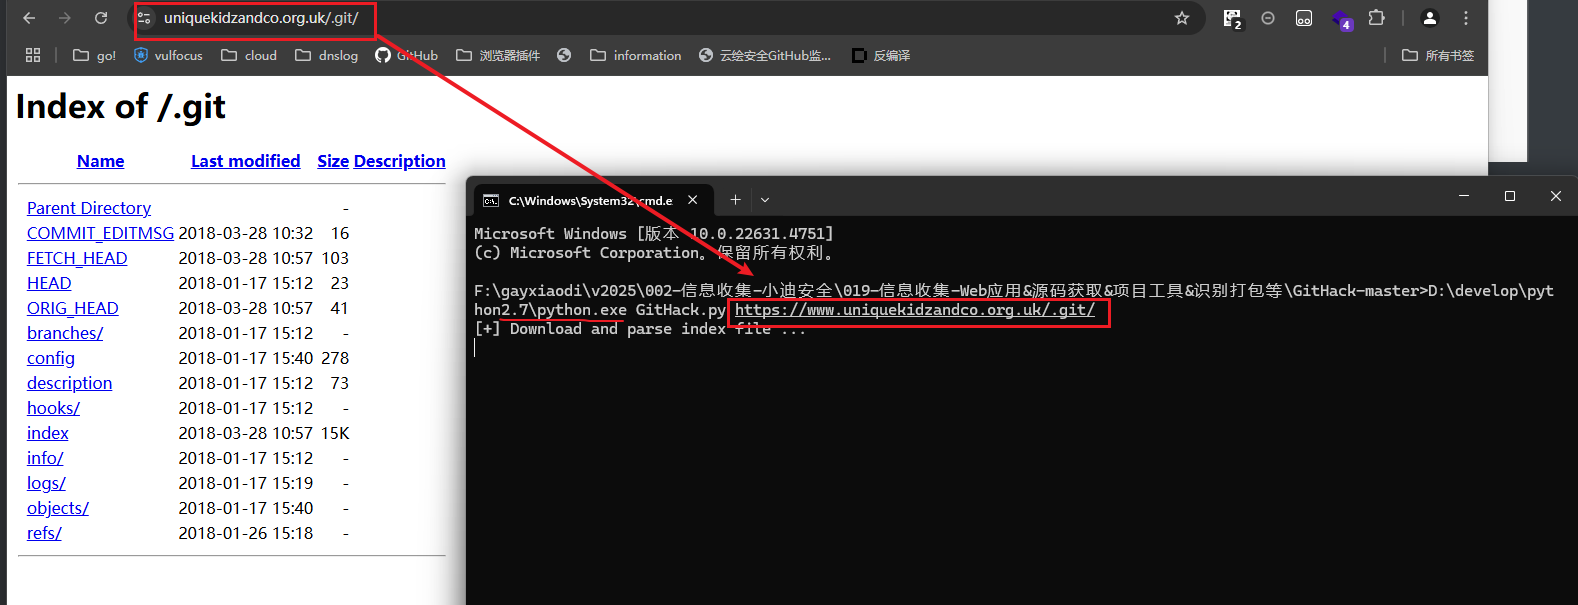 uniquekidzandco.org.uk/.git/
2
4
go!
vulfocus
cloud
dnslog
GitHub
浏览器插件
information
云绘安全GitHub监...
反编译
所有书签
Index of /.git
Name Last modified Size Description
Parent Directory -
COMMIT_EDITMSG 2018-03-28 10:32 16
FETCH_HEAD 2018-03-28 10:57 103
HEAD 2018-01-17 15:12 23
ORIG_HEAD 2018-03-28 10:57 41
branches/ 2018-01-17 15:12 -
config 2018-01-17 15:40 278
description 2018-01-17 15:12 73
hooks/ 2018-01-17 15:12 -
index 2018-03-28 10:57 15K
info/ 2018-01-17 15:12 -
logs/ 2018-01-17 15:19 -
objects/ 2018-01-17 15:40 -
refs/ 2018-01-26 15:18 -
C:\Windows\System32\cmd.e
Microsoft Windows [版本 10.0.22631.4751]
(c) Microsoft Corporation。保留所有权利。
F:\gayxiaodi\v2025\002-信息收集-小迪安全\019-信息收集-Web应用&源码获取&项目工具&识别打包等\GitHack-master>D:\develop\pyt
hon2.7\python.exe GitHack.py https://www.uniquekidzandco.org.uk/.git/
[+] Download and parse index file ...